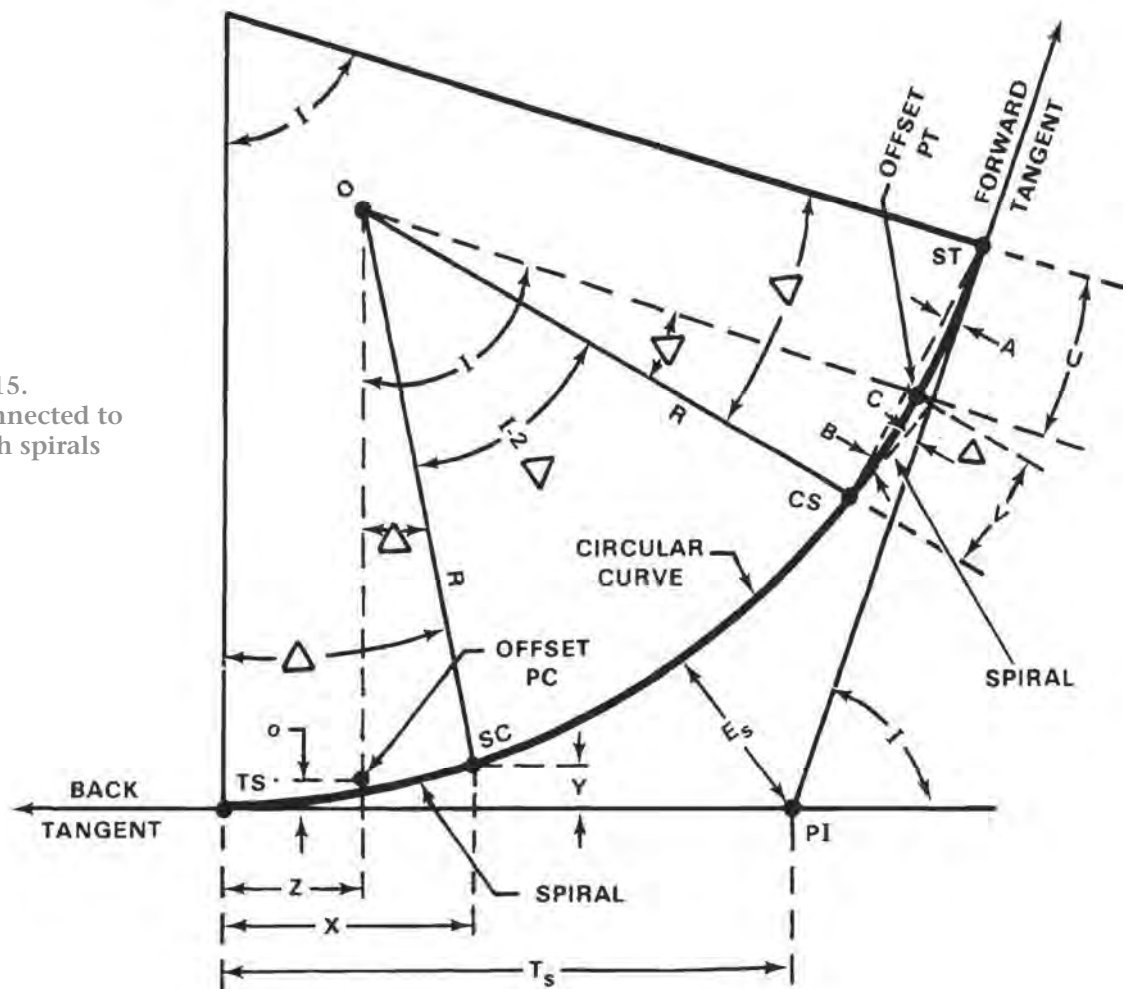 15.
nnected to
h spirals
I
O
OFFSET
PT
FORWARD
TANGENT
ST
Δ
I
Δ
A
U
I-2
Δ
R
C
B
Δ
V
CS
Δ
R
CIRCULAR
CURVE
Δ
OFFSET
PC
SPIRAL
SC
Es
I
o
TS
Y
BACK
TANGENT
PI
Z
SPIRAL
X
Ts